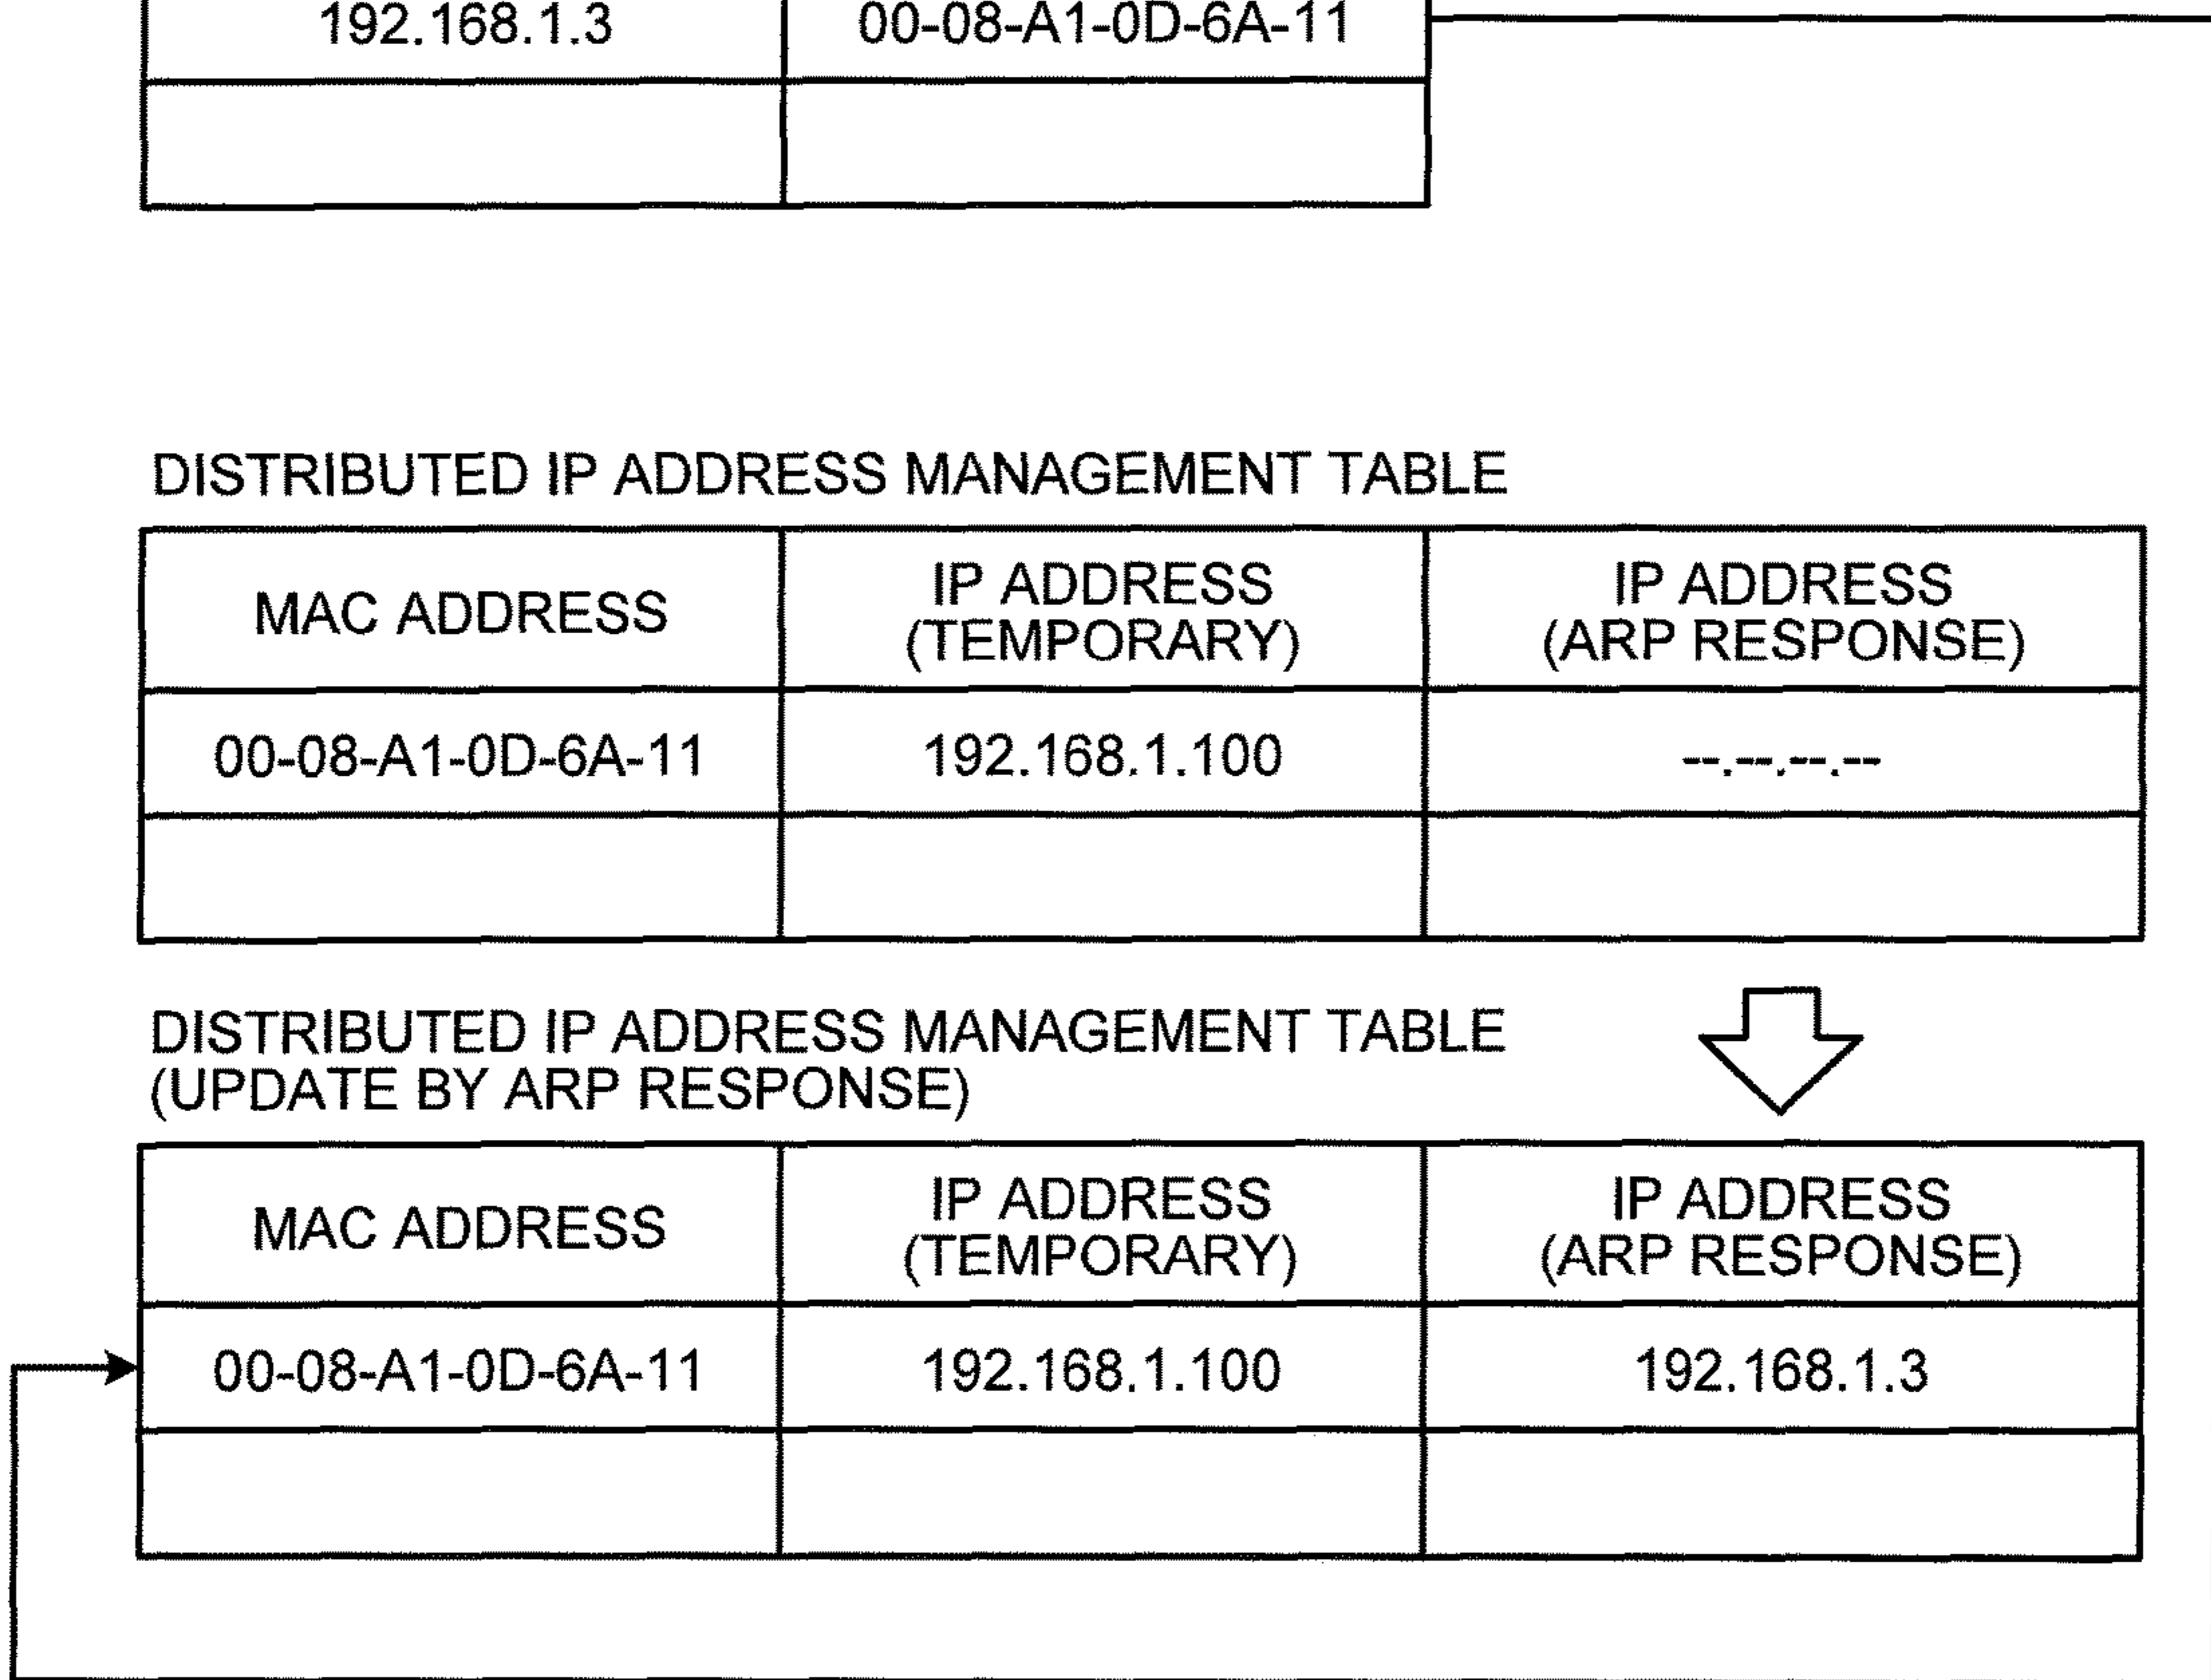 192.168.1.3 00-08-A1-0D-6A-11
DISTRIBUTED IP ADDRESS MANAGEMENT TABLE
MAC ADDRESS IP ADDRESS (TEMPORARY) IP ADDRESS (ARP RESPONSE)
00-08-A1-0D-6A-11 192.168.1.100 --.--.--.--
DISTRIBUTED IP ADDRESS MANAGEMENT TABLE
(UPDATE BY ARP RESPONSE)
MAC ADDRESS IP ADDRESS (TEMPORARY) IP ADDRESS (ARP RESPONSE)
00-08-A1-0D-6A-11 192.168.1.100 192.168.1.3